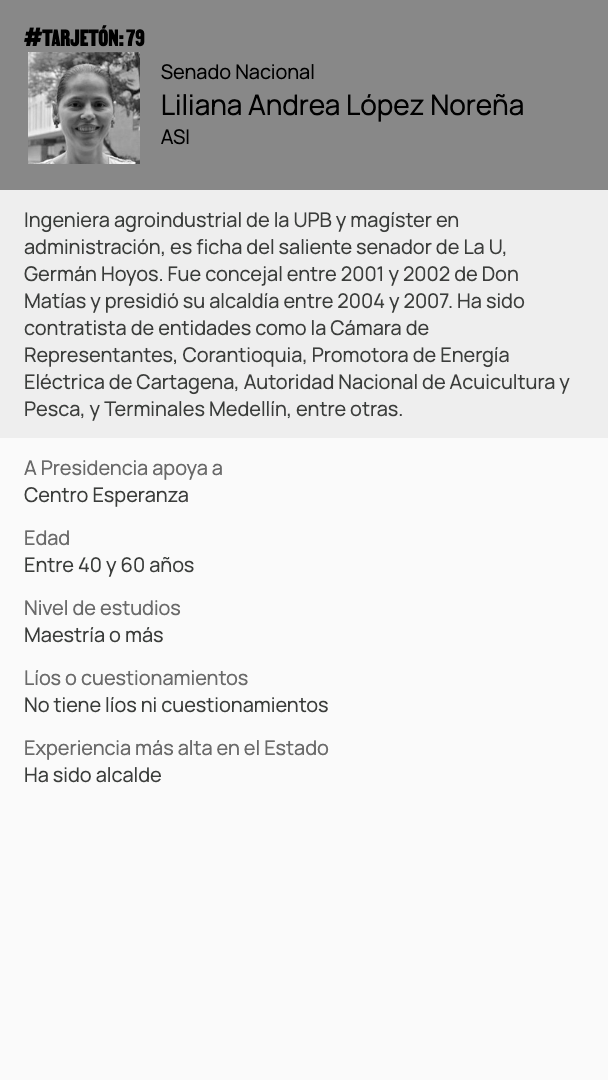 #TARJETÓN: 79
Senado Nacional
Liliana Andrea López Noreña
ASI
Ingeniera agroindustrial de la UPB y magíster en
administración, es ficha del saliente senador de La U,
Germán Hoyos. Fue concejal entre 2001 y 2002 de Don
Matías y presidió su alcaldía entre 2004 y 2007. Ha sido
contratista de entidades como la Cámara de
Representantes, Corantioquia, Promotora de Energía
Eléctrica de Cartagena, Autoridad Nacional de Acuicultura y
Pesca, y Terminales Medellín, entre otras.
A Presidencia apoya a
Centro Esperanza
Edad
Entre 40 y 60 años
Nivel de estudios
Maestría o más
Líos o cuestionamientos
No tiene líos ni cuestionamientos
Experiencia más alta en el Estado
Ha sido alcalde